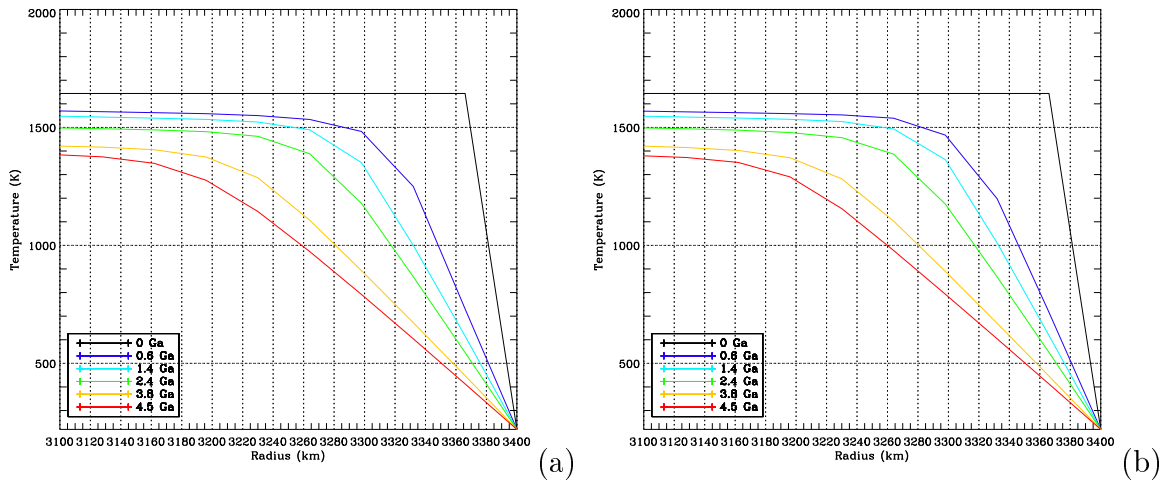 2000
1500
1000
500
Temperature (K)
0 Ga
0.6 Ga
1.4 Ga
2.4 Ga
3.8 Ga
4.5 Ga
3100 3120 3140 3160 3180 3200 3220 3240 3260 3280 3300 3320 3340 3360 3380 3400
Radius (km)
(a)
2000
1500
1000
500
Temperature (K)
0 Ga
0.6 Ga
1.4 Ga
2.4 Ga
3.8 Ga
4.5 Ga
3100 3120 3140 3160 3180 3200 3220 3240 3260 3280 3300 3320 3340 3360 3380 3400
Radius (km)
(b)